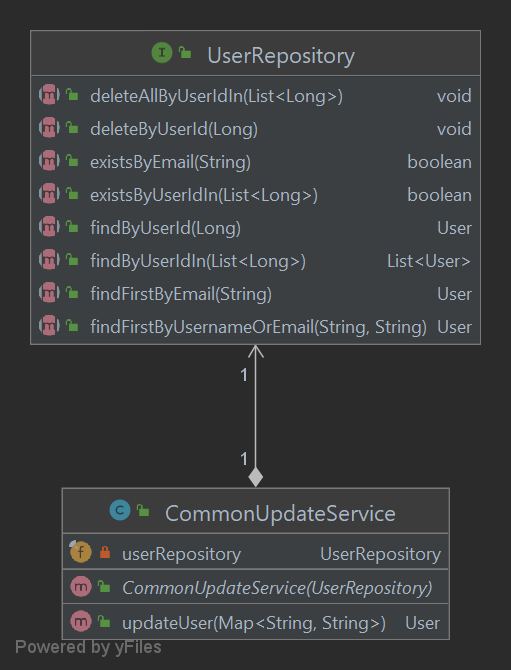 I UserRepository
m deleteAllByUserIdIn(List<Long>) void
m deleteByUserId(Long) void
m existsByEmail(String) boolean
m existsByUserIdIn(List<Long>) boolean
m findByUserId(Long) User
m findByUserIdIn(List<Long>) List<User>
m findFirstByEmail(String) User
m findFirstByUsernameOrEmail(String, String) User
1
1
C CommonUpdateService
f userRepository UserRepository
m CommonUpdateService(UserRepository)
m updateUser(Map<String, String>) User
Powered by yFiles